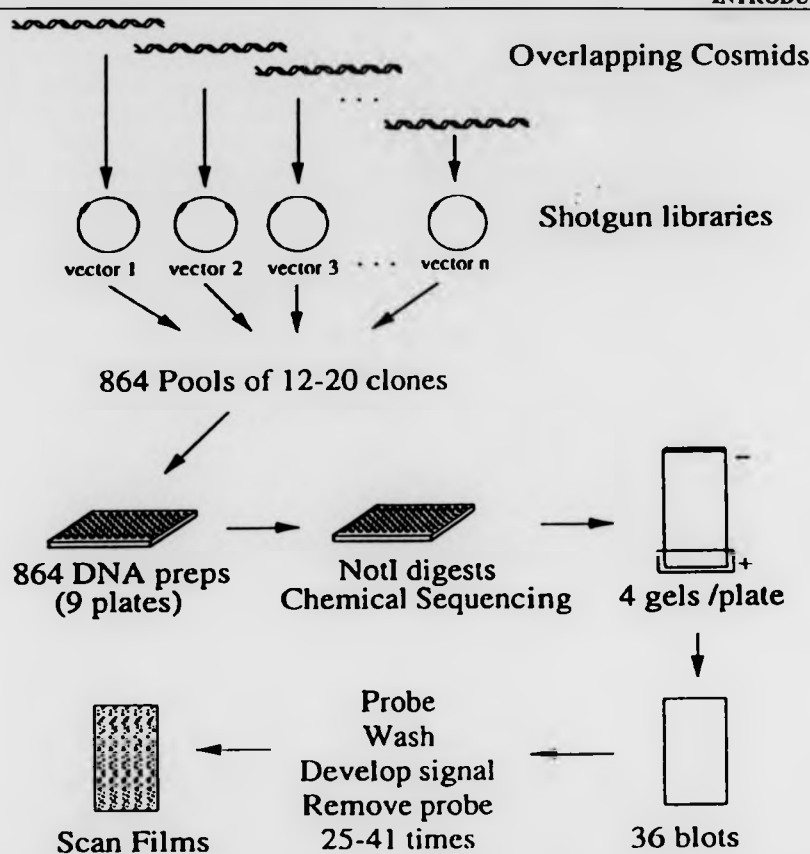 Overlapping Cosmids
. . .
Shotgun libraries
vector 1 vector 2 vector 3 . . . vector n
864 Pools of 12-20 clones
−
+
864 DNA preps
(9 plates)
NotI digests
Chemical Sequencing
4 gels /plate
Probe
Wash
Develop signal
Remove probe
25-41 times
Scan Films
36 blots